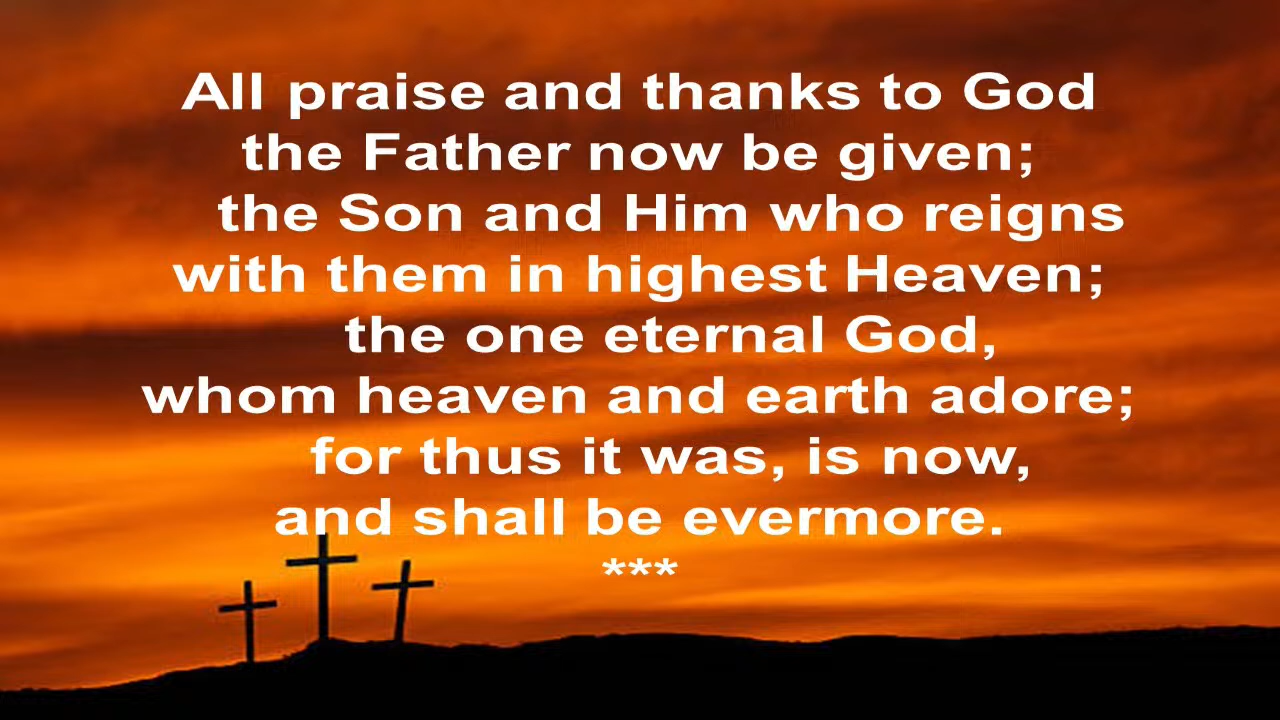 All praise and thanks to God
the Father now be given;
the Son and Him who reigns
with them in highest Heaven;
the one eternal God,
whom heaven and earth adore;
for thus it was, is now,
and shall be evermore.
***